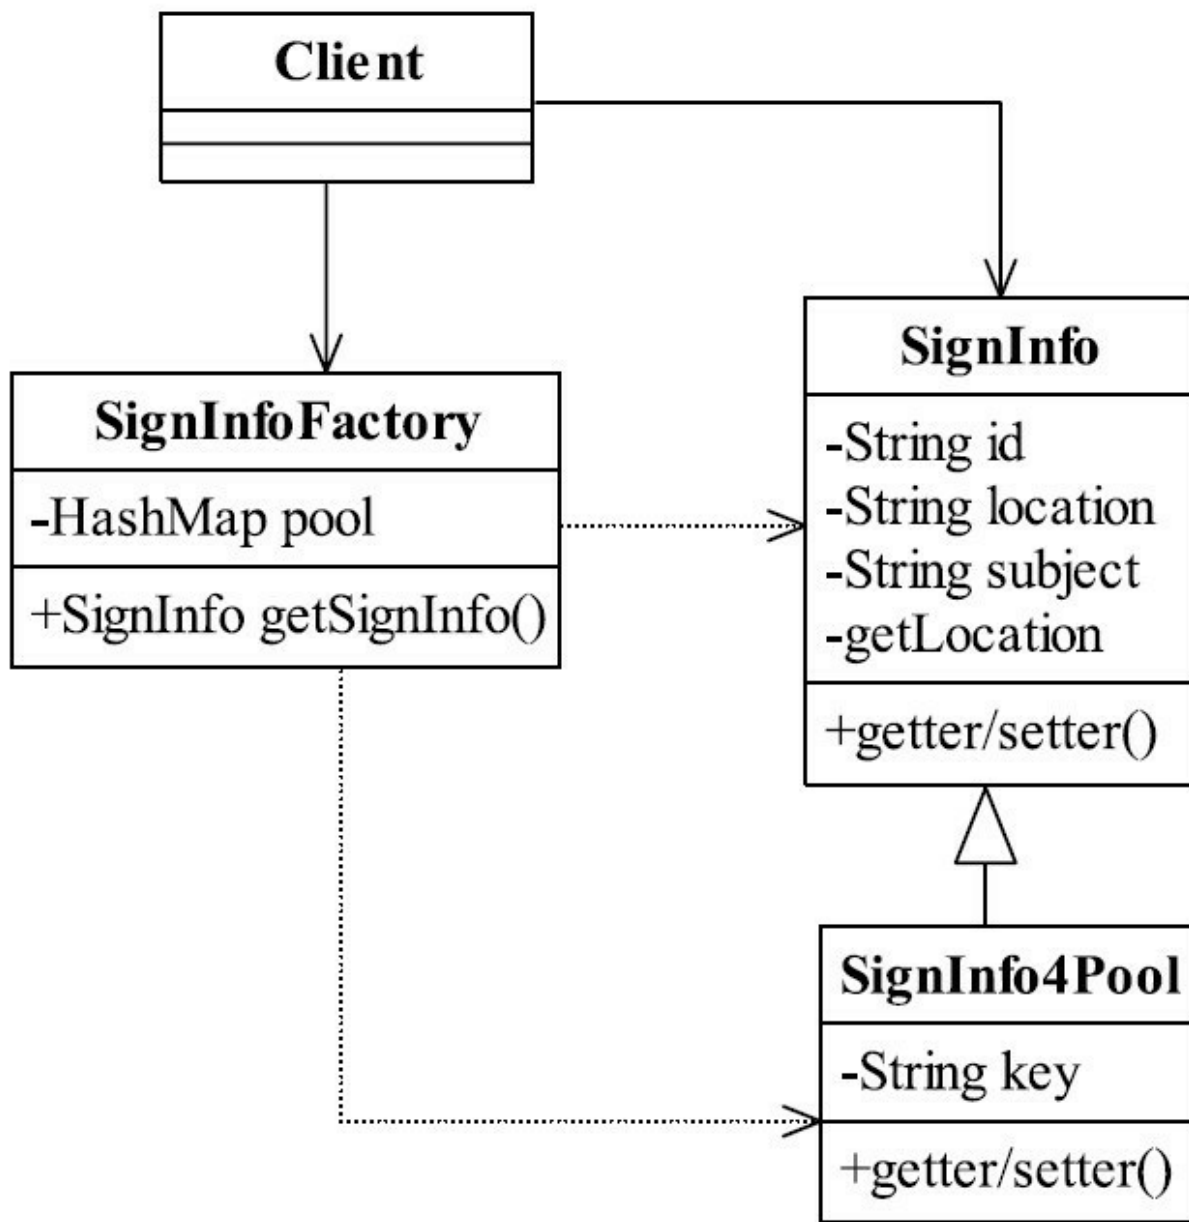 Client
SignInfoFactory
-HashMap pool
+SignInfo getSignInfo()
SignInfo
-String id
-String location
-String subject
-getLocation
+getter/setter()
SignInfo4Pool
-String key
+getter/setter()